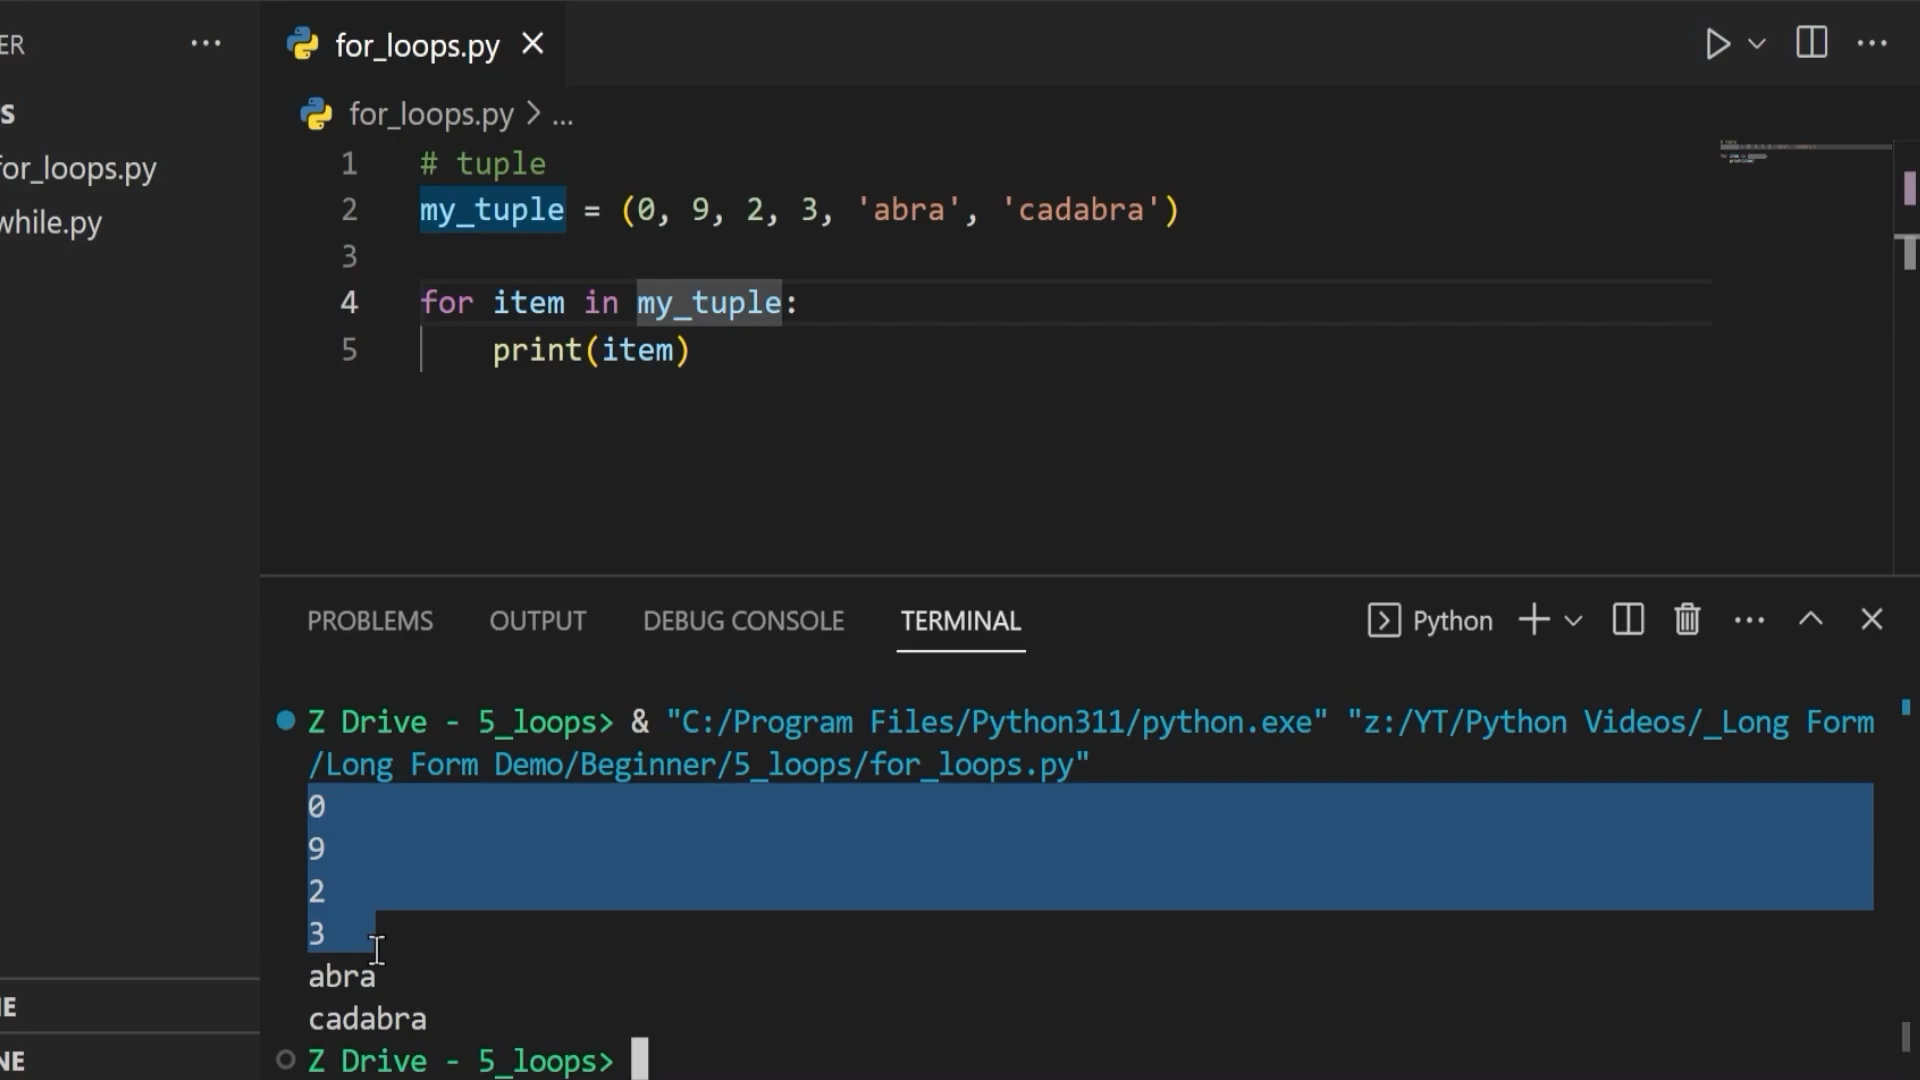 ER
...
for_loops.py
S
for_loops.py
while.py
for_loops.py > ...
1 # tuple
2 my_tuple = (0, 9, 2, 3, 'abra', 'cadabra')
3
4 for item in my_tuple:
5 print(item)
PROBLEMS OUTPUT DEBUG CONSOLE TERMINAL Python
Z Drive - 5_loops> & "C:/Program Files/Python311/python.exe" "z:/YT/Python Videos/_Long Form
/Long Form Demo/Beginner/5_loops/for_loops.py"
0
9
2
3
abra
cadabra
Z Drive - 5_loops>
NE